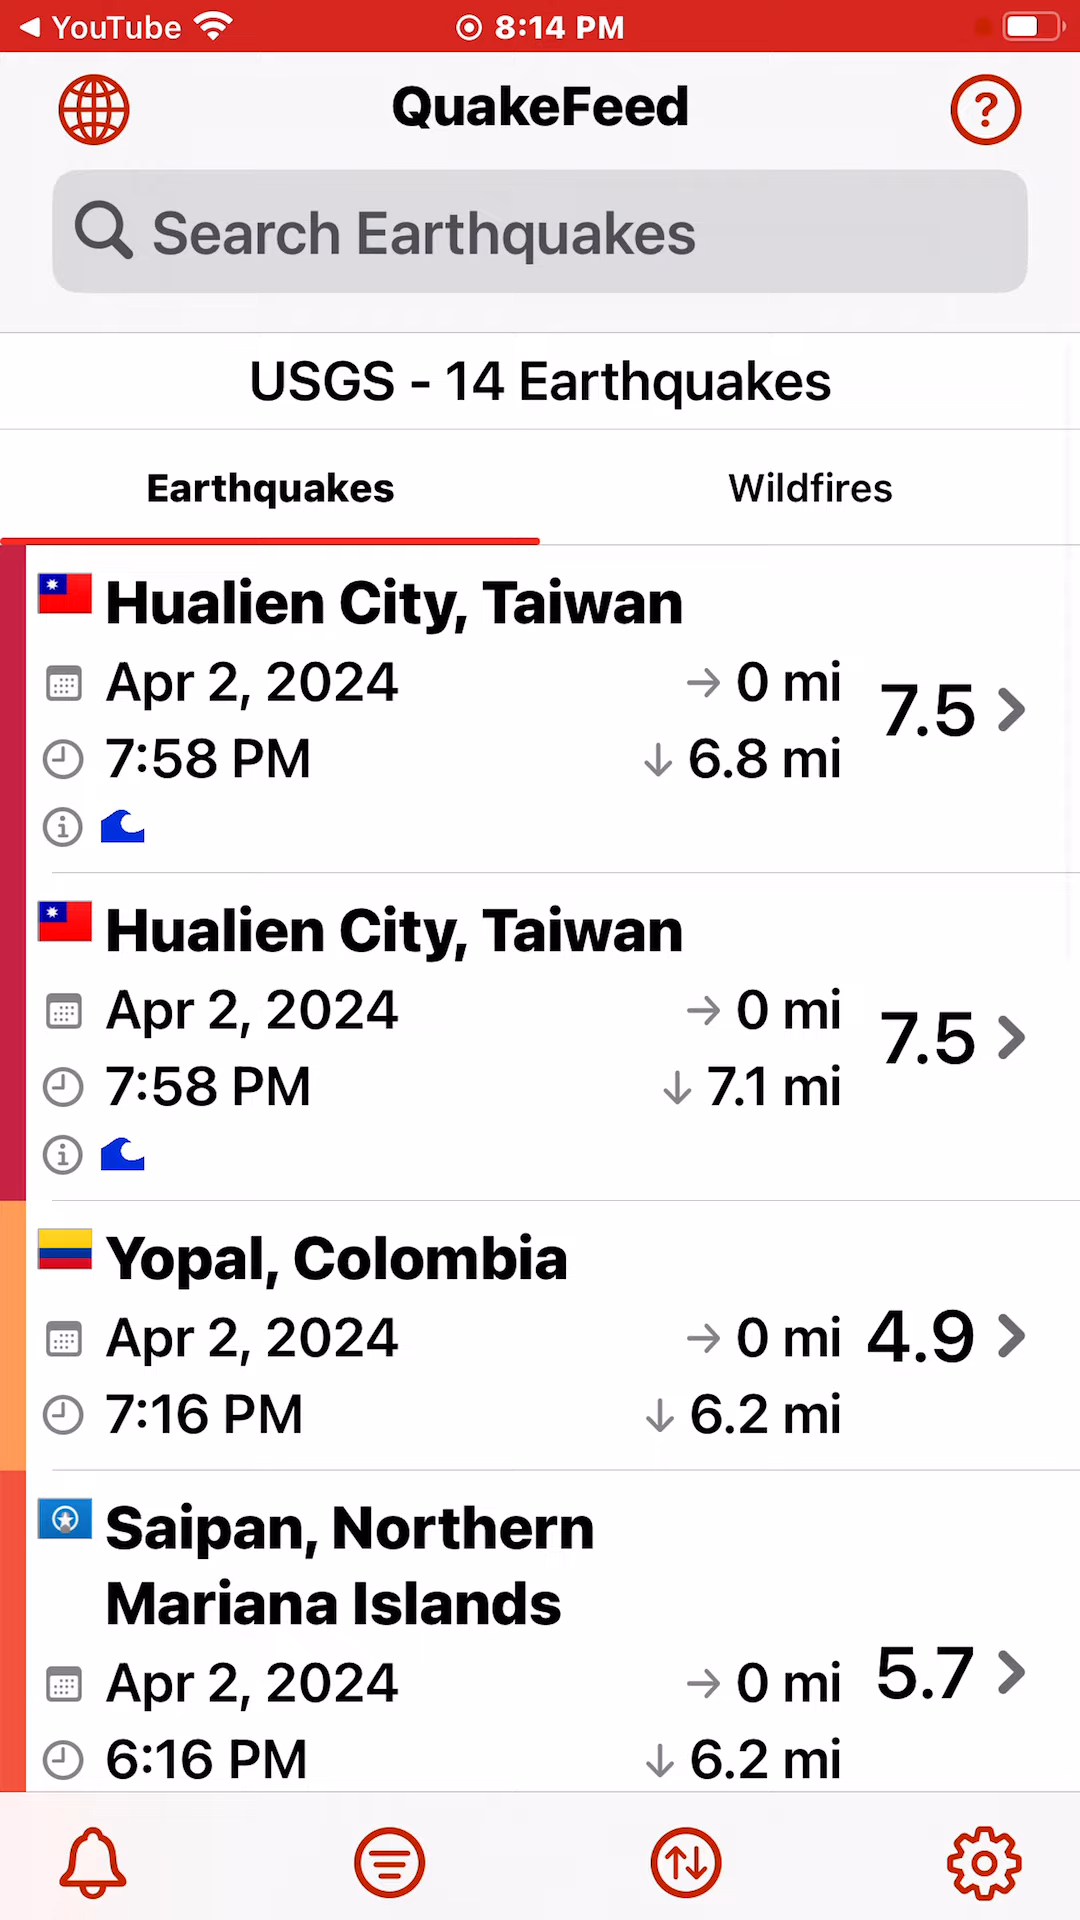 YouTube 8:14 PM
QuakeFeed
?
Search Earthquakes
USGS - 14 Earthquakes
Earthquakes Wildfires
Hualien City, Taiwan
Apr 2, 2024 → 0 mi 7.5
7:58 PM ↓ 6.8 mi
Hualien City, Taiwan
Apr 2, 2024 → 0 mi 7.5
7:58 PM ↓ 7.1 mi
Yopal, Colombia
Apr 2, 2024 → 0 mi 4.9
7:16 PM ↓ 6.2 mi
Saipan, Northern
Mariana Islands
Apr 2, 2024 → 0 mi 5.7
6:16 PM ↓ 6.2 mi